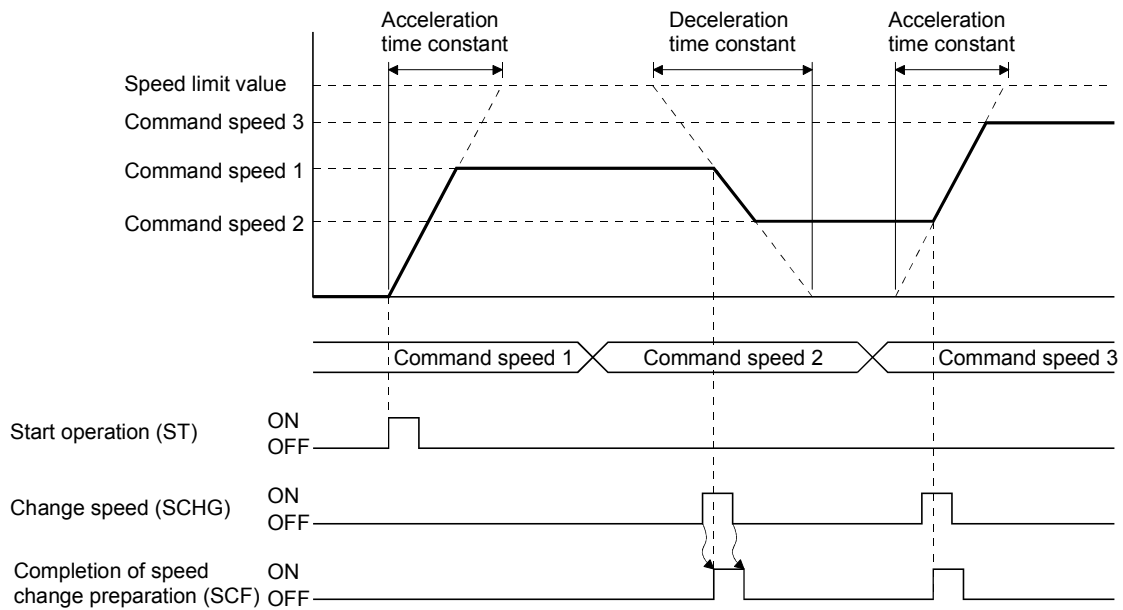 Acceleration
time constant
Deceleration
time constant
Acceleration
time constant
Speed limit value
Command speed 3
Command speed 1
Command speed 2
Command speed 1
Command speed 2
Command speed 3
Start operation (ST)
ON
OFF
Change speed (SCHG)
ON
OFF
Completion of speed
change preparation (SCF)
ON
OFF